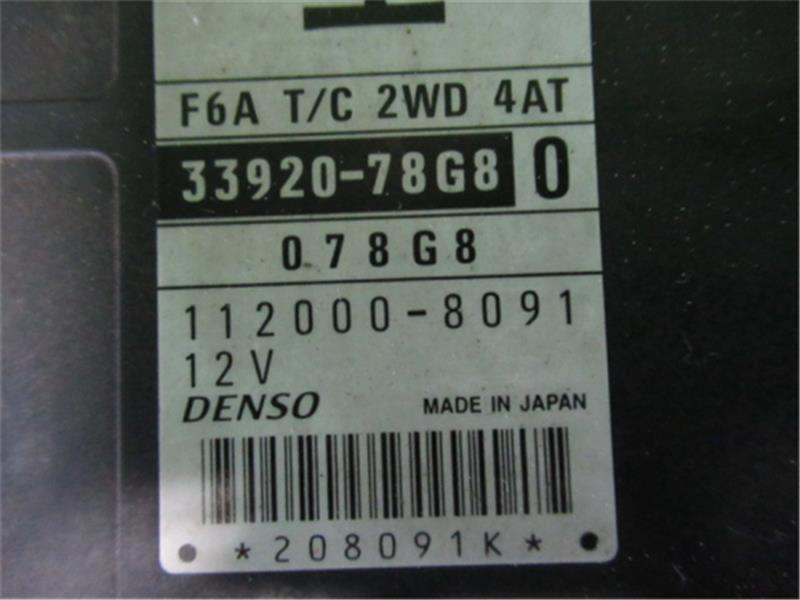 F6A T/C 2WD 4AT
33920-78G8 0
078G8
112000-8091
12V
DENSO MADE IN JAPAN
*208091K*